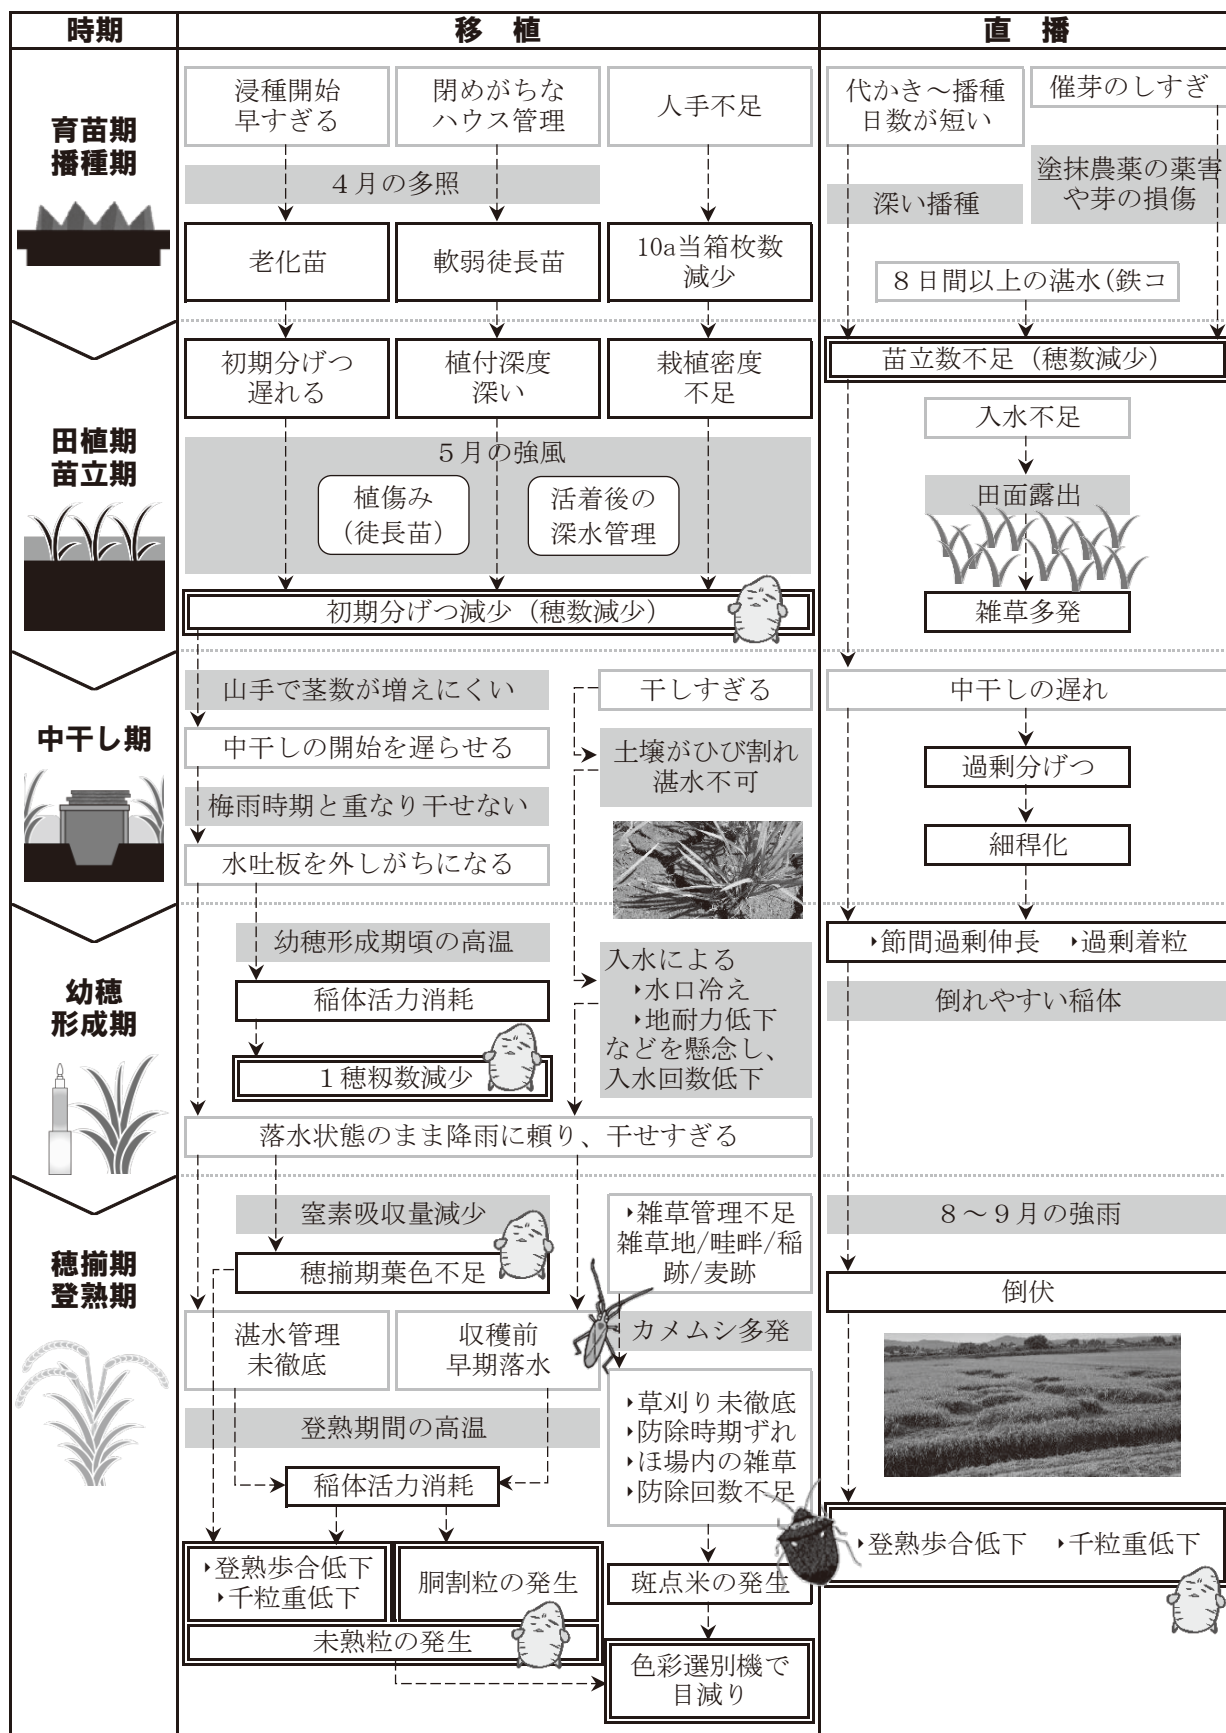 時期
移 植
直 播
育苗期
播種期
浸種開始
早すぎる
閉めがちな
ハウス管理
人手不足
４月の多照
老化苗
軟弱徒長苗
10a当箱枚数
減少
代かき～播種
日数が短い
催芽のしすぎ
深い播種
塗抹農薬の薬害
や芽の損傷
８日間以上の湛水(鉄コ
田植期
苗立期
初期分げつ
遅れる
植付深度
深い
栽植密度
不足
５月の強風
植傷み
(徒長苗)
活着後の
深水管理
初期分げつ減少（穂数減少）
苗立数不足（穂数減少）
入水不足
田面露出
雑草多発
中干し期
山手で茎数が増えにくい
中干しの開始を遅らせる
梅雨時期と重なり干せない
水吐板を外しがちになる
干しすぎる
土壌がひび割れ
湛水不可
中干しの遅れ
過剰分げつ
細稈化
幼穂
形成期
幼穂形成期頃の高温
稲体活力消耗
１穂籾数減少
入水による
‣水口冷え
‣地耐力低下
などを懸念し、
入水回数低下
落水状態のまま降雨に頼り、干せすぎる
‣節間過剰伸長 ‣過剰着粒
倒れやすい稲体
穂揃期
登熟期
窒素吸収量減少
穂揃期葉色不足
湛水管理
未徹底
収穫前
早期落水
登熟期間の高温
稲体活力消耗
‣登熟歩合低下
‣千粒重低下
胴割粒の発生
未熟粒の発生
‣雑草管理不足
雑草地/畦畔/稲
跡/麦跡
カメムシ多発
‣草刈り未徹底
‣防除時期ずれ
‣ほ場内の雑草
‣防除回数不足
斑点米の発生
色彩選別機で
目減り
８～９月の強雨
倒伏
‣登熟歩合低下 ‣千粒重低下